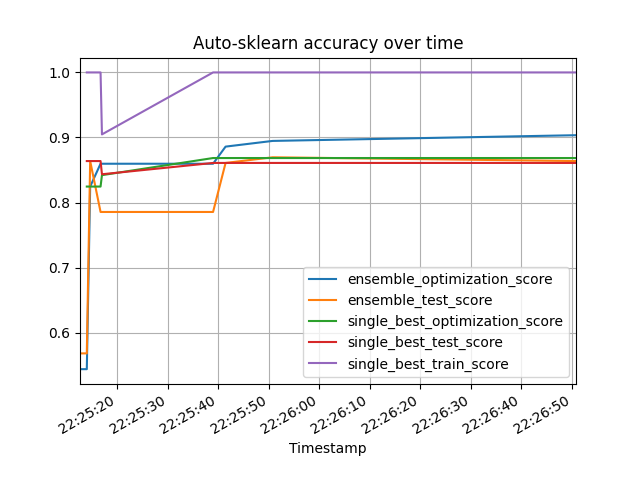 Auto-sklearn accuracy over time
1.0
0.9
0.8
0.7
0.6
ensemble_optimization_score
ensemble_test_score
single_best_optimization_score
single_best_test_score
single_best_train_score
22:25:20
22:25:30
22:25:40
22:25:50
22:26:00
22:26:10
22:26:20
22:26:30
22:26:40
22:26:50
Timestamp